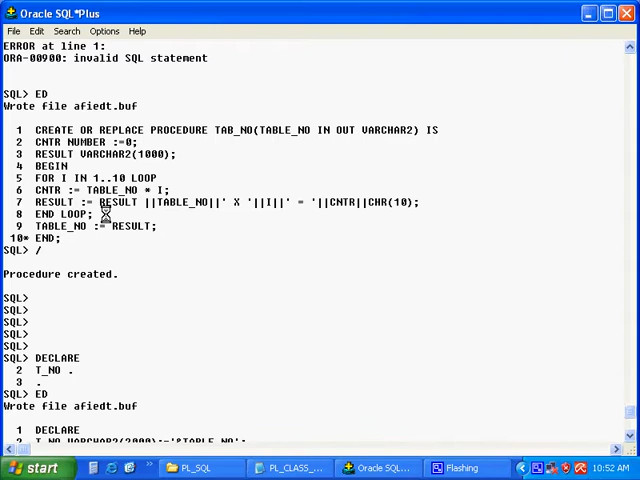 Oracle SQL*Plus
File Edit Search Options Help
ERROR at line 1:
ORA-00900: invalid SQL statement
SQL> ED
Wrote file afiedt.buf
1 CREATE OR REPLACE PROCEDURE TAB_NO(TABLE_NO IN OUT VARCHAR2) IS
2 CNTR NUMBER :=0;
3 RESULT VARCHAR2(1000);
4 BEGIN
5 FOR I IN 1..10 LOOP
6 CNTR := TABLE_NO * I;
7 RESULT := RESULT ||TABLE_NO||' X '||I||' = '||CNTR||CHR(10);
8 END LOOP;
9 TABLE_NO := RESULT;
10* END;
SQL> /
Procedure created.
SQL>
SQL>
SQL>
SQL>
SQL>
SQL> DECLARE
2 T_NO .
3 .
SQL> ED
Wrote file afiedt.buf
1 DECLARE
2 T_NO VARCHAR2(2000):='&TABLE_NO';
start PL_SQL PL_CLASS_... Oracle SQL*... Flashing 10:52 AM